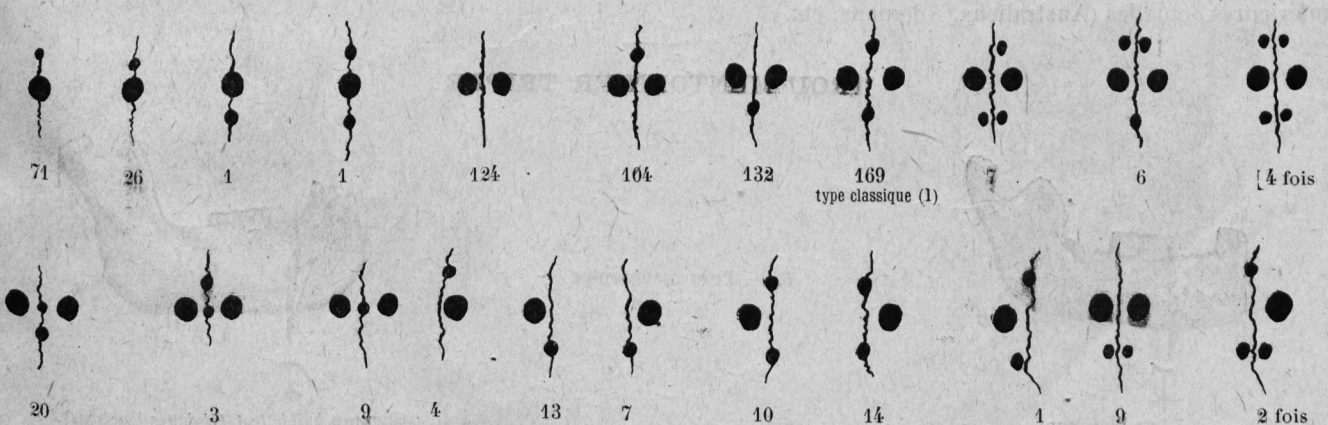 71 26 1 1 124 104 132 169 7 6 [4 fois
type classique (1)
20 3 9 4 13 7 10 14 1 9 2 fois